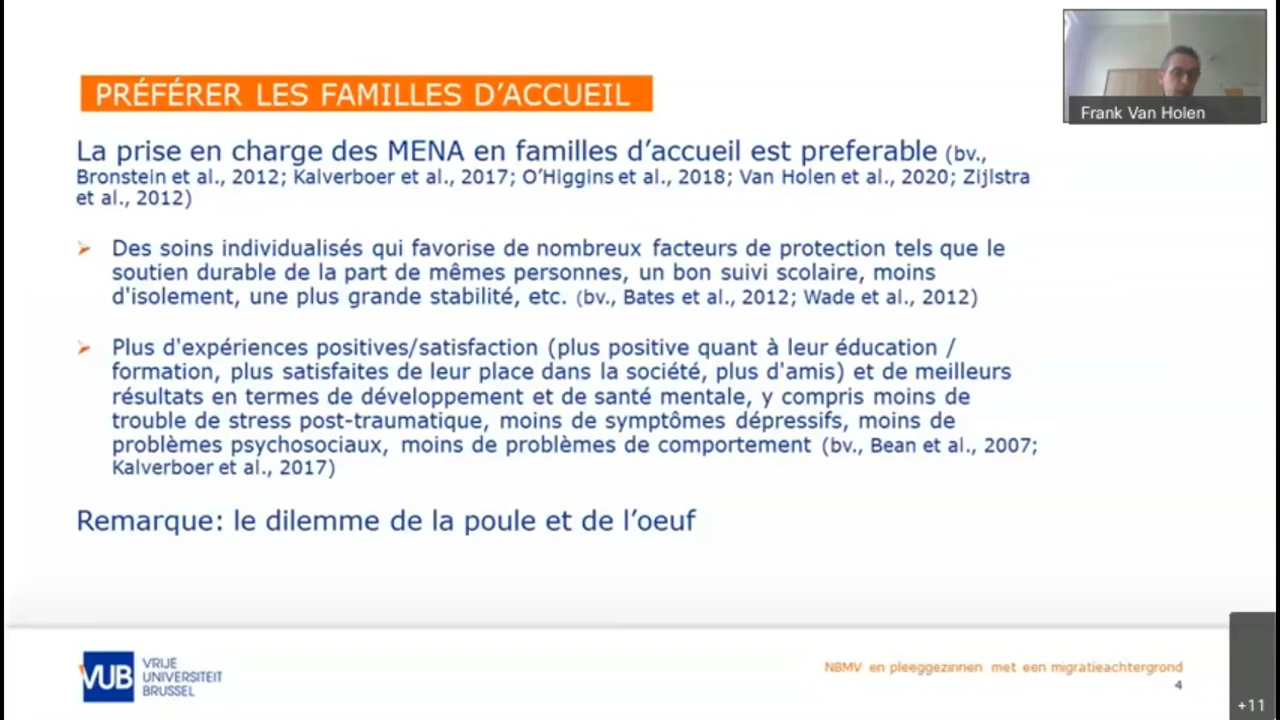 PRÉFÉRER LES FAMILLES D'ACCUEIL
Frank Van Holen
La prise en charge des MENA en familles d'accueil est preferable (bv.,
Bronstein et al., 2012; Kalverboer et al., 2017; O'Higgins et al., 2018; Van Holen et al., 2020; Zijlstra
et al., 2012)
➢ Des soins individualisés qui favorise de nombreux facteurs de protection tels que le
soutien durable de la part de mêmes personnes, un bon suivi scolaire, moins
d'isolement, une plus grande stabilité, etc. (bv., Bates et al., 2012; Wade et al., 2012)
➢ Plus d'expériences positives/satisfaction (plus positive quant à leur éducation /
formation, plus satisfaites de leur place dans la société, plus d'amis) et de meilleurs
résultats en termes de développement et de santé mentale, y compris moins de
trouble de stress post-traumatique, moins de symptômes dépressifs, moins de
problèmes psychosociaux, moins de problèmes de comportement (bv., Bean et al., 2007;
Kalverboer et al., 2017)
Remarque: le dilemme de la poule et de l'oeuf
VUB
VRIJE
UNIVERSITEIT
BRUSSEL
NBMV en pleeggezinnen met een migratieachtergrond
4
+11